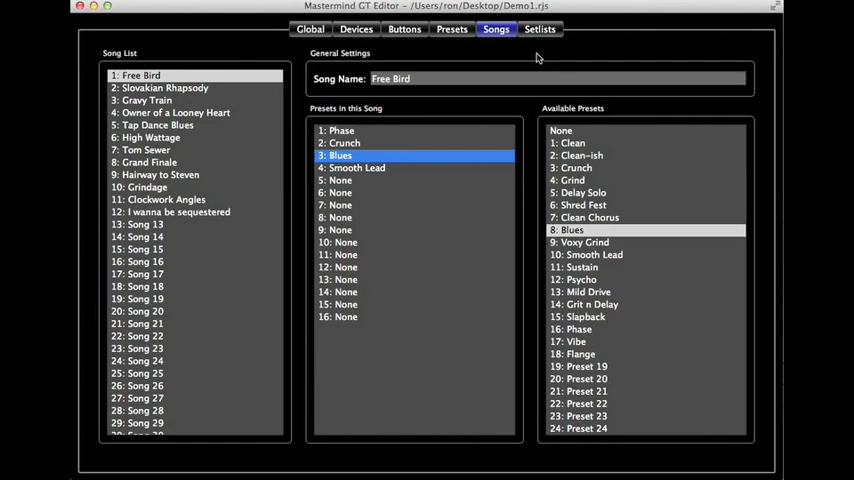 Mastermind GT Editor - /Users/ron/Desktop/Demo1.rjs
Global Devices Buttons Presets Songs Setlists
Song List
1: Free Bird
2: Slovakian Rhapsody
3: Gravy Train
4: Owner of a Looney Heart
5: Tap Dance Blues
6: High Wattage
7: Tom Sewer
8: Grand Finale
9: Hairway to Steven
10: Grindage
11: Clockwork Angles
12: I wanna be sequestered
13: Song 13
14: Song 14
15: Song 15
16: Song 16
17: Song 17
18: Song 18
19: Song 19
20: Song 20
21: Song 21
22: Song 22
23: Song 23
24: Song 24
25: Song 25
26: Song 26
27: Song 27
28: Song 28
29: Song 29
General Settings
Song Name: Free Bird
Presets in this Song
1: Phase
2: Crunch
3: Blues
4: Smooth Lead
5: None
6: None
7: None
8: None
9: None
10: None
11: None
12: None
13: None
14: None
15: None
16: None
Available Presets
None
1: Clean
2: Clean-ish
3: Crunch
4: Grind
5: Delay Solo
6: Shred Fest
7: Clean Chorus
8: Blues
9: Voxy Grind
10: Smooth Lead
11: Sustain
12: Psycho
13: Mild Drive
14: Grit n Delay
15: Slapback
16: Phase
17: Vibe
18: Flange
19: Preset 19
20: Preset 20
21: Preset 21
22: Preset 22
23: Preset 23
24: Preset 24